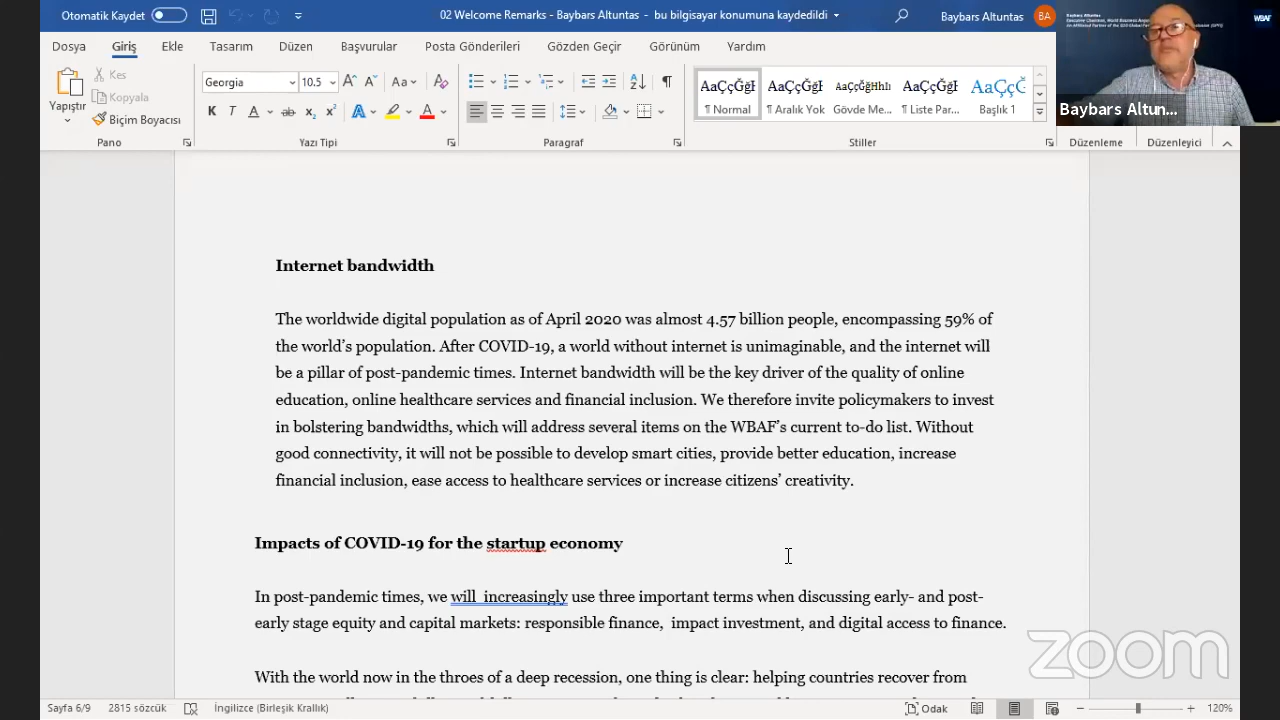 Otomatik Kaydet
02 Welcome Remarks - Baybars Altuntas - bu bilgisayar konumuna kaydedildi
Baybars Altuntas
BA
Baybars Altuntas
WBAF
Dosya Giriş Ekle Tasarım Düzen Başvurular Posta Gönderileri Gözden Geçir Görünüm Yardım
Baybars Altun...
Yapıştır
Kes
Kopyala
Biçim Boyacısı
Pano
Georgia 10.5
Yazı Tipi
Paragraf
AaÇçĞğI AaÇçĞğI AaÇçĞğHhIı AaÇçĞğI AaÇçĞ
¶ Normal ¶ Aralık Yok Gövde Me... ¶ Liste Par... Başlık 1
Stiller
Düzenleme
Düzenleyici
Internet bandwidth
The worldwide digital population as of April 2020 was almost 4.57 billion people, encompassing 59% of
the world’s population. After COVID-19, a world without internet is unimaginable, and the internet will
be a pillar of post-pandemic times. Internet bandwidth will be the key driver of the quality of online
education, online healthcare services and financial inclusion. We therefore invite policymakers to invest
in bolstering bandwidths, which will address several items on the WBAF’s current to-do list. Without
good connectivity, it will not be possible to develop smart cities, provide better education, increase
financial inclusion, ease access to healthcare services or increase citizens’ creativity.
Impacts of COVID-19 for the startup economy
In post-pandemic times, we will  increasingly use three important terms when discussing early- and post-
early stage equity and capital markets: responsible finance,  impact investment, and digital access to finance.
With the world now in the throes of a deep recession, one thing is clear: helping countries recover from
zoom
Sayfa 6/9 2815 sözcük İngilizce (Birleşik Krallık) Odak 120%